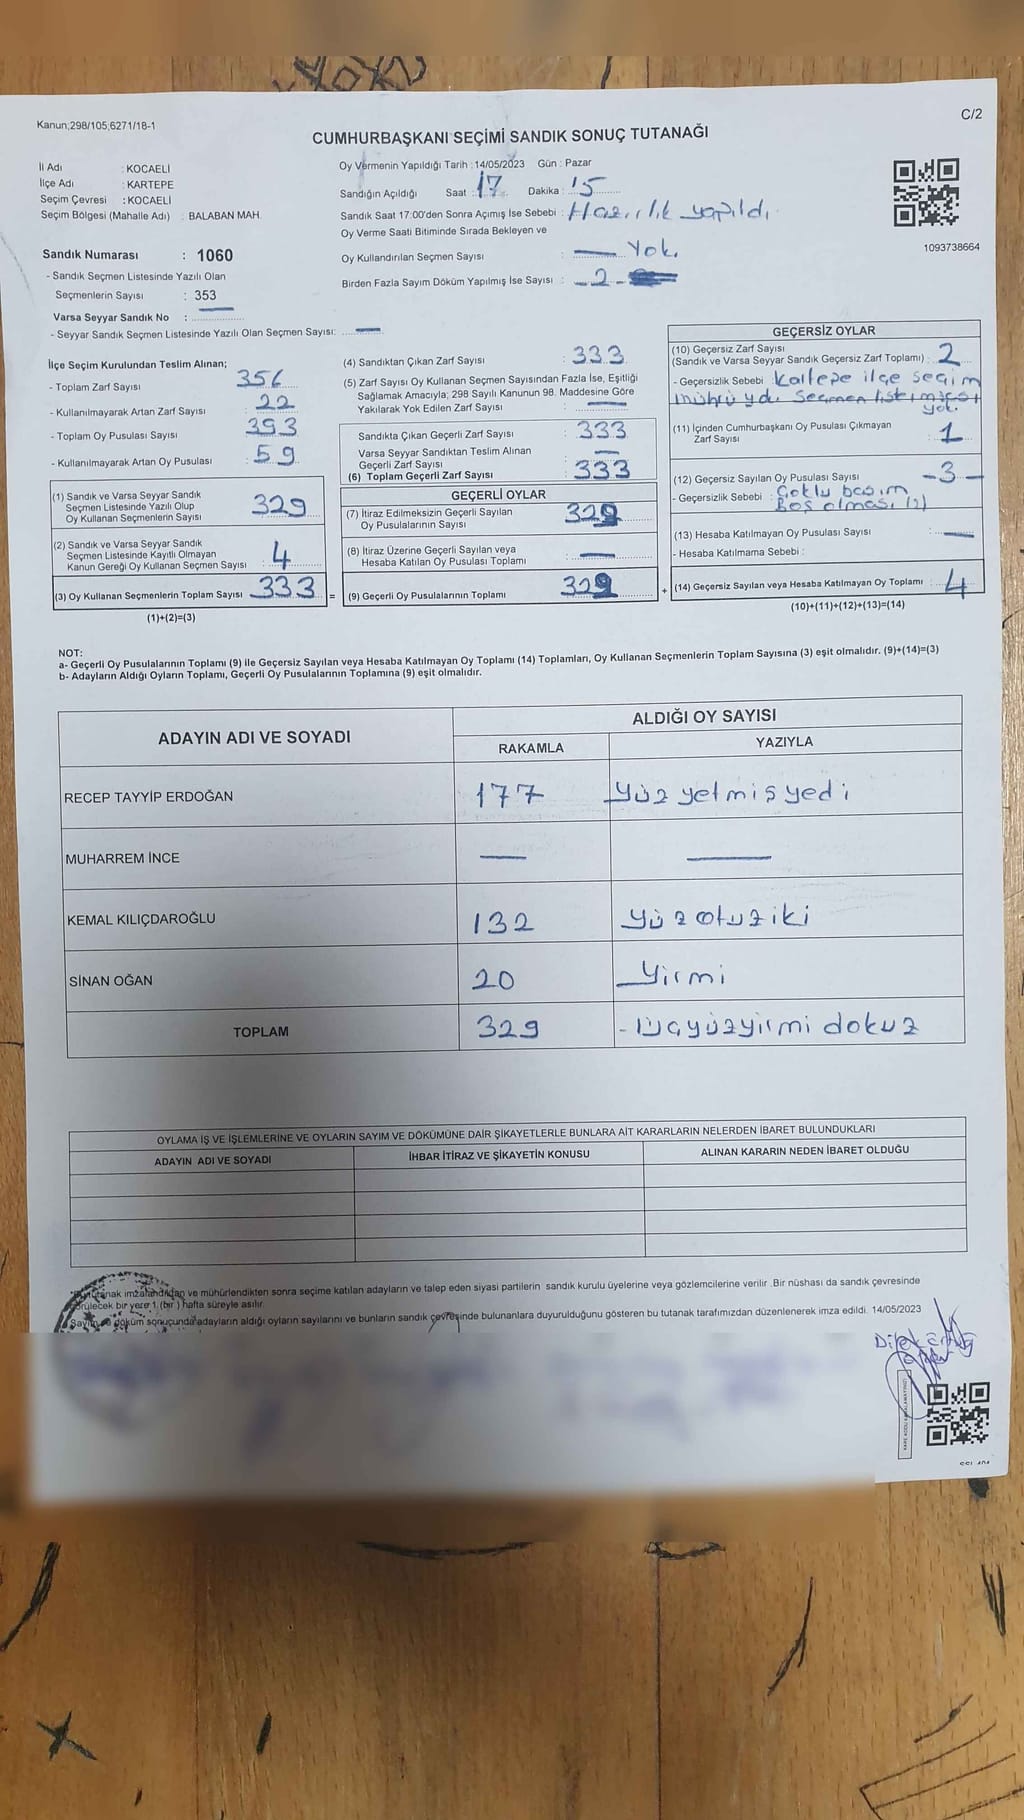 Kanun;298/105;6271/18-1
C/2
CUMHURBAŞKANI SEÇİMİ SANDIK SONUÇ TUTANAĞI
İl Adı : KOCAELİ
İlçe Adı : KARTEPE
Seçim Çevresi : KOCAELİ
Seçim Bölgesi (Mahalle Adı) : BALABAN MAH.
Oy Vermenin Yapıldığı Tarih : 14/05/2023 Gün : Pazar
Sandığın Açıldığı Saat : 17 Dakika : 15
Sandık Saat 17:00'den Sonra Açımış İse Sebebi : Hazırlık yapıldı.
Oy Verme Saati Bitiminde Sırada Bekleyen ve
Oy Kullandırılan Seçmen Sayısı : — Yok.
Birden Fazla Sayım Döküm Yapılmış İse Sayısı : -2-
1093738664
Sandık Numarası : 1060
- Sandık Seçmen Listesinde Yazılı Olan
Seçmenlerin Sayısı : 353
Varsa Seyyar Sandık No : —
- Seyyar Sandık Seçmen Listesinde Yazılı Olan Seçmen Sayısı: —
İlçe Seçim Kurulundan Teslim Alınan;
- Toplam Zarf Sayısı : 356
- Kullanılmayarak Artan Zarf Sayısı : 22
- Toplam Oy Pusulası Sayısı : 393
- Kullanılmayarak Artan Oy Pusulası : 59
(1) Sandık ve Varsa Seyyar Sandık
Seçmen Listesinde Yazılı Olup
Oy Kullanan Seçmenlerin Sayısı : 329
(2) Sandık ve Varsa Seyyar Sandık
Seçmen Listesinde Kayıtlı Olmayan
Kanun Gereği Oy Kullanan Seçmen Sayısı : 4
(3) Oy Kullanan Seçmenlerin Toplam Sayısı : 333 =
(1)+(2)=(3)
(4) Sandıktan Çıkan Zarf Sayısı : 333
(5) Zarf Sayısı Oy Kullanan Seçmen Sayısından Fazla İse, Eşitliği
Sağlamak Amacıyla; 298 Sayılı Kanunun 98. Maddesine Göre
Yakılarak Yok Edilen Zarf Sayısı : —
Sandıkta Çıkan Geçerli Zarf Sayısı : 333
Varsa Seyyar Sandıktan Teslim Alınan
Geçerli Zarf Sayısı : —
(6) Toplam Geçerli Zarf Sayısı : 333
GEÇERLİ OYLAR
(7) İtiraz Edilmeksizin Geçerli Sayılan
Oy Pusulalarının Sayısı : 329
(8) İtiraz Üzerine Geçerli Sayılan veya
Hesaba Katılan Oy Pusulası Toplamı : —
(9) Geçerli Oy Pusulalarının Toplamı : 329 +
GEÇERSİZ OYLAR
(10) Geçersiz Zarf Sayısı
(Sandık ve Varsa Seyyar Sandık Geçersiz Zarf Toplamı) : 2
- Geçersizlik Sebebi : Kartepe ilçe seçim
mührü yok. Seçmen listemizde
yok.
(11) İçinden Cumhurbaşkanı Oy Pusulası Çıkmayan
Zarf Sayısı : 1
(12) Geçersiz Sayılan Oy Pusulası Sayısı -3-
- Geçersizlik Sebebi : Çoklu basım
Boş olması (2)
(13) Hesaba Katılmayan Oy Pusulası Sayısı : —
- Hesaba Katılmama Sebebi :
(14) Geçersiz Sayılan veya Hesaba Katılmayan Oy Toplamı : 4
(10)+(11)+(12)+(13)=(14)
NOT:
a- Geçerli Oy Pusulalarının Toplamı (9) ile Geçersiz Sayılan veya Hesaba Katılmayan Oy Toplamı (14) Toplamları, Oy Kullanan Seçmenlerin Toplam Sayısına (3) eşit olmalıdır. (9)+(14)=(3)
b- Adayların Aldığı Oyların Toplamı, Geçerli Oy Pusulalarının Toplamına (9) eşit olmalıdır.
ADAYIN ADI VE SOYADI
ALDIĞI OY SAYISI
RAKAMLA YAZIYLA
RECEP TAYYİP ERDOĞAN 177 Yüz yetmiş yedi
MUHARREM İNCE — —
KEMAL KILIÇDAROĞLU 132 Yüz otuz iki
SİNAN OĞAN 20 Yirmi
TOPLAM 329 - Üçyüzyirmi dokuz
OYLAMA İŞ VE İŞLEMLERİNE VE OYLARIN SAYIM VE DÖKÜMÜNE DAİR ŞİKAYETLERLE BUNLARA AİT KARARLARIN NELERDEN İBARET BULUNDUKLARI
ADAYIN ADI VE SOYADI İHBAR İTİRAZ VE ŞİKAYETİN KONUSU ALINAN KARARIN NEDEN İBARET OLDUĞU
imzalandıktan ve mühürlendikten sonra seçime katılan adayların ve talep eden siyasi partilerin sandık kurulu üyelerine veya gözlemcilerine verilir .Bir nüshası da sandık çevresinde
görülecek bir yere 1 (bir ) hafta süreyle asılır.
Sayım ve döküm sonucunda adayların aldığı oyların sayılarını ve bunların sandık çevresinde bulunanlara duyurulduğunu gösteren bu tutanak tarafımızdan düzenlenerek imza edildi. 14/05/2023